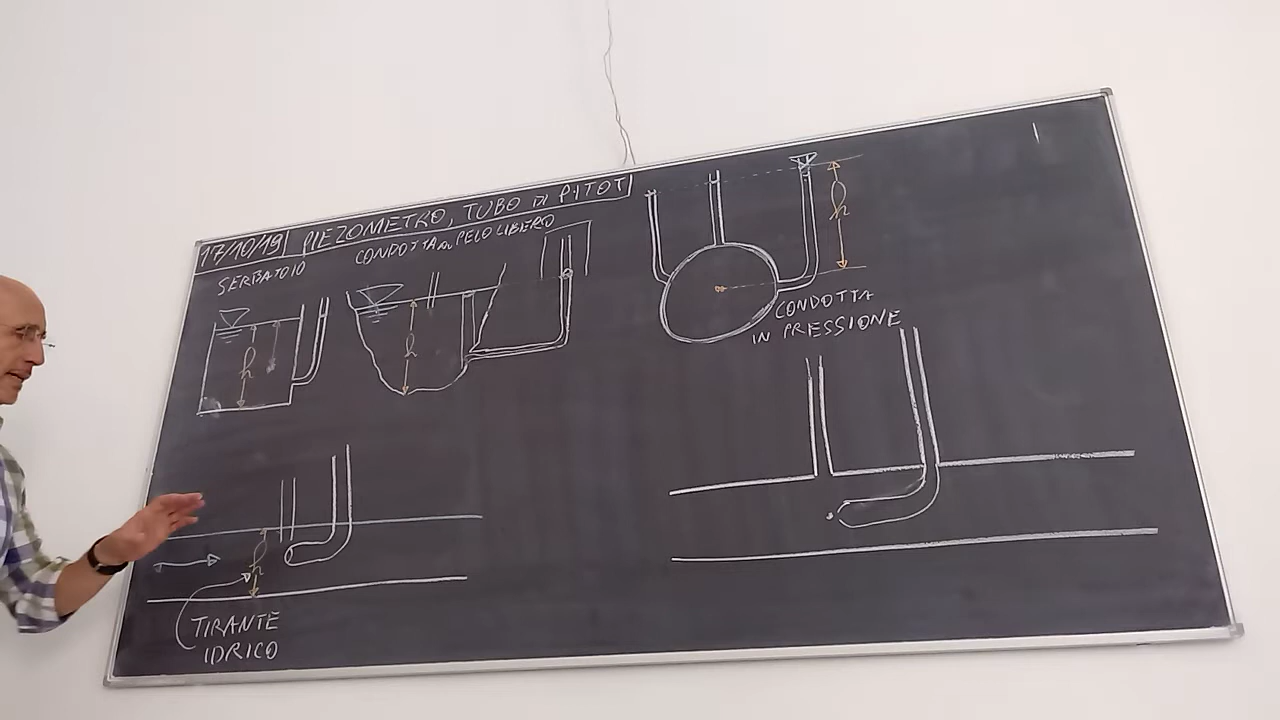 17/10/19 PIEZOMETRO, TUBO DI PITOT
SERBATOIO
CONDOTTA a PELO LIBERO
h
h
h
CONDOTTA
IN PRESSIONE
h
TIRANTE
IDRICO